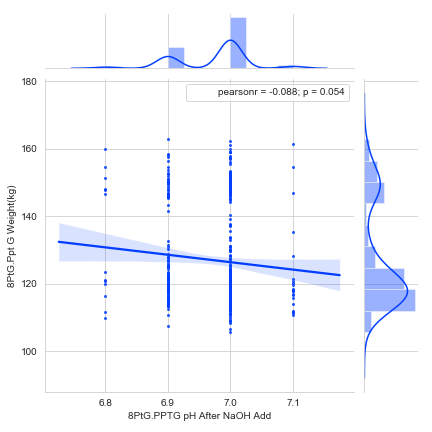 pearsonr = -0.088; p = 0.054
180
160
140
120
100
8PtG.Ppt G Weight(kg)
6.8 6.9 7.0 7.1
8PtG.PPTG pH After NaOH Add